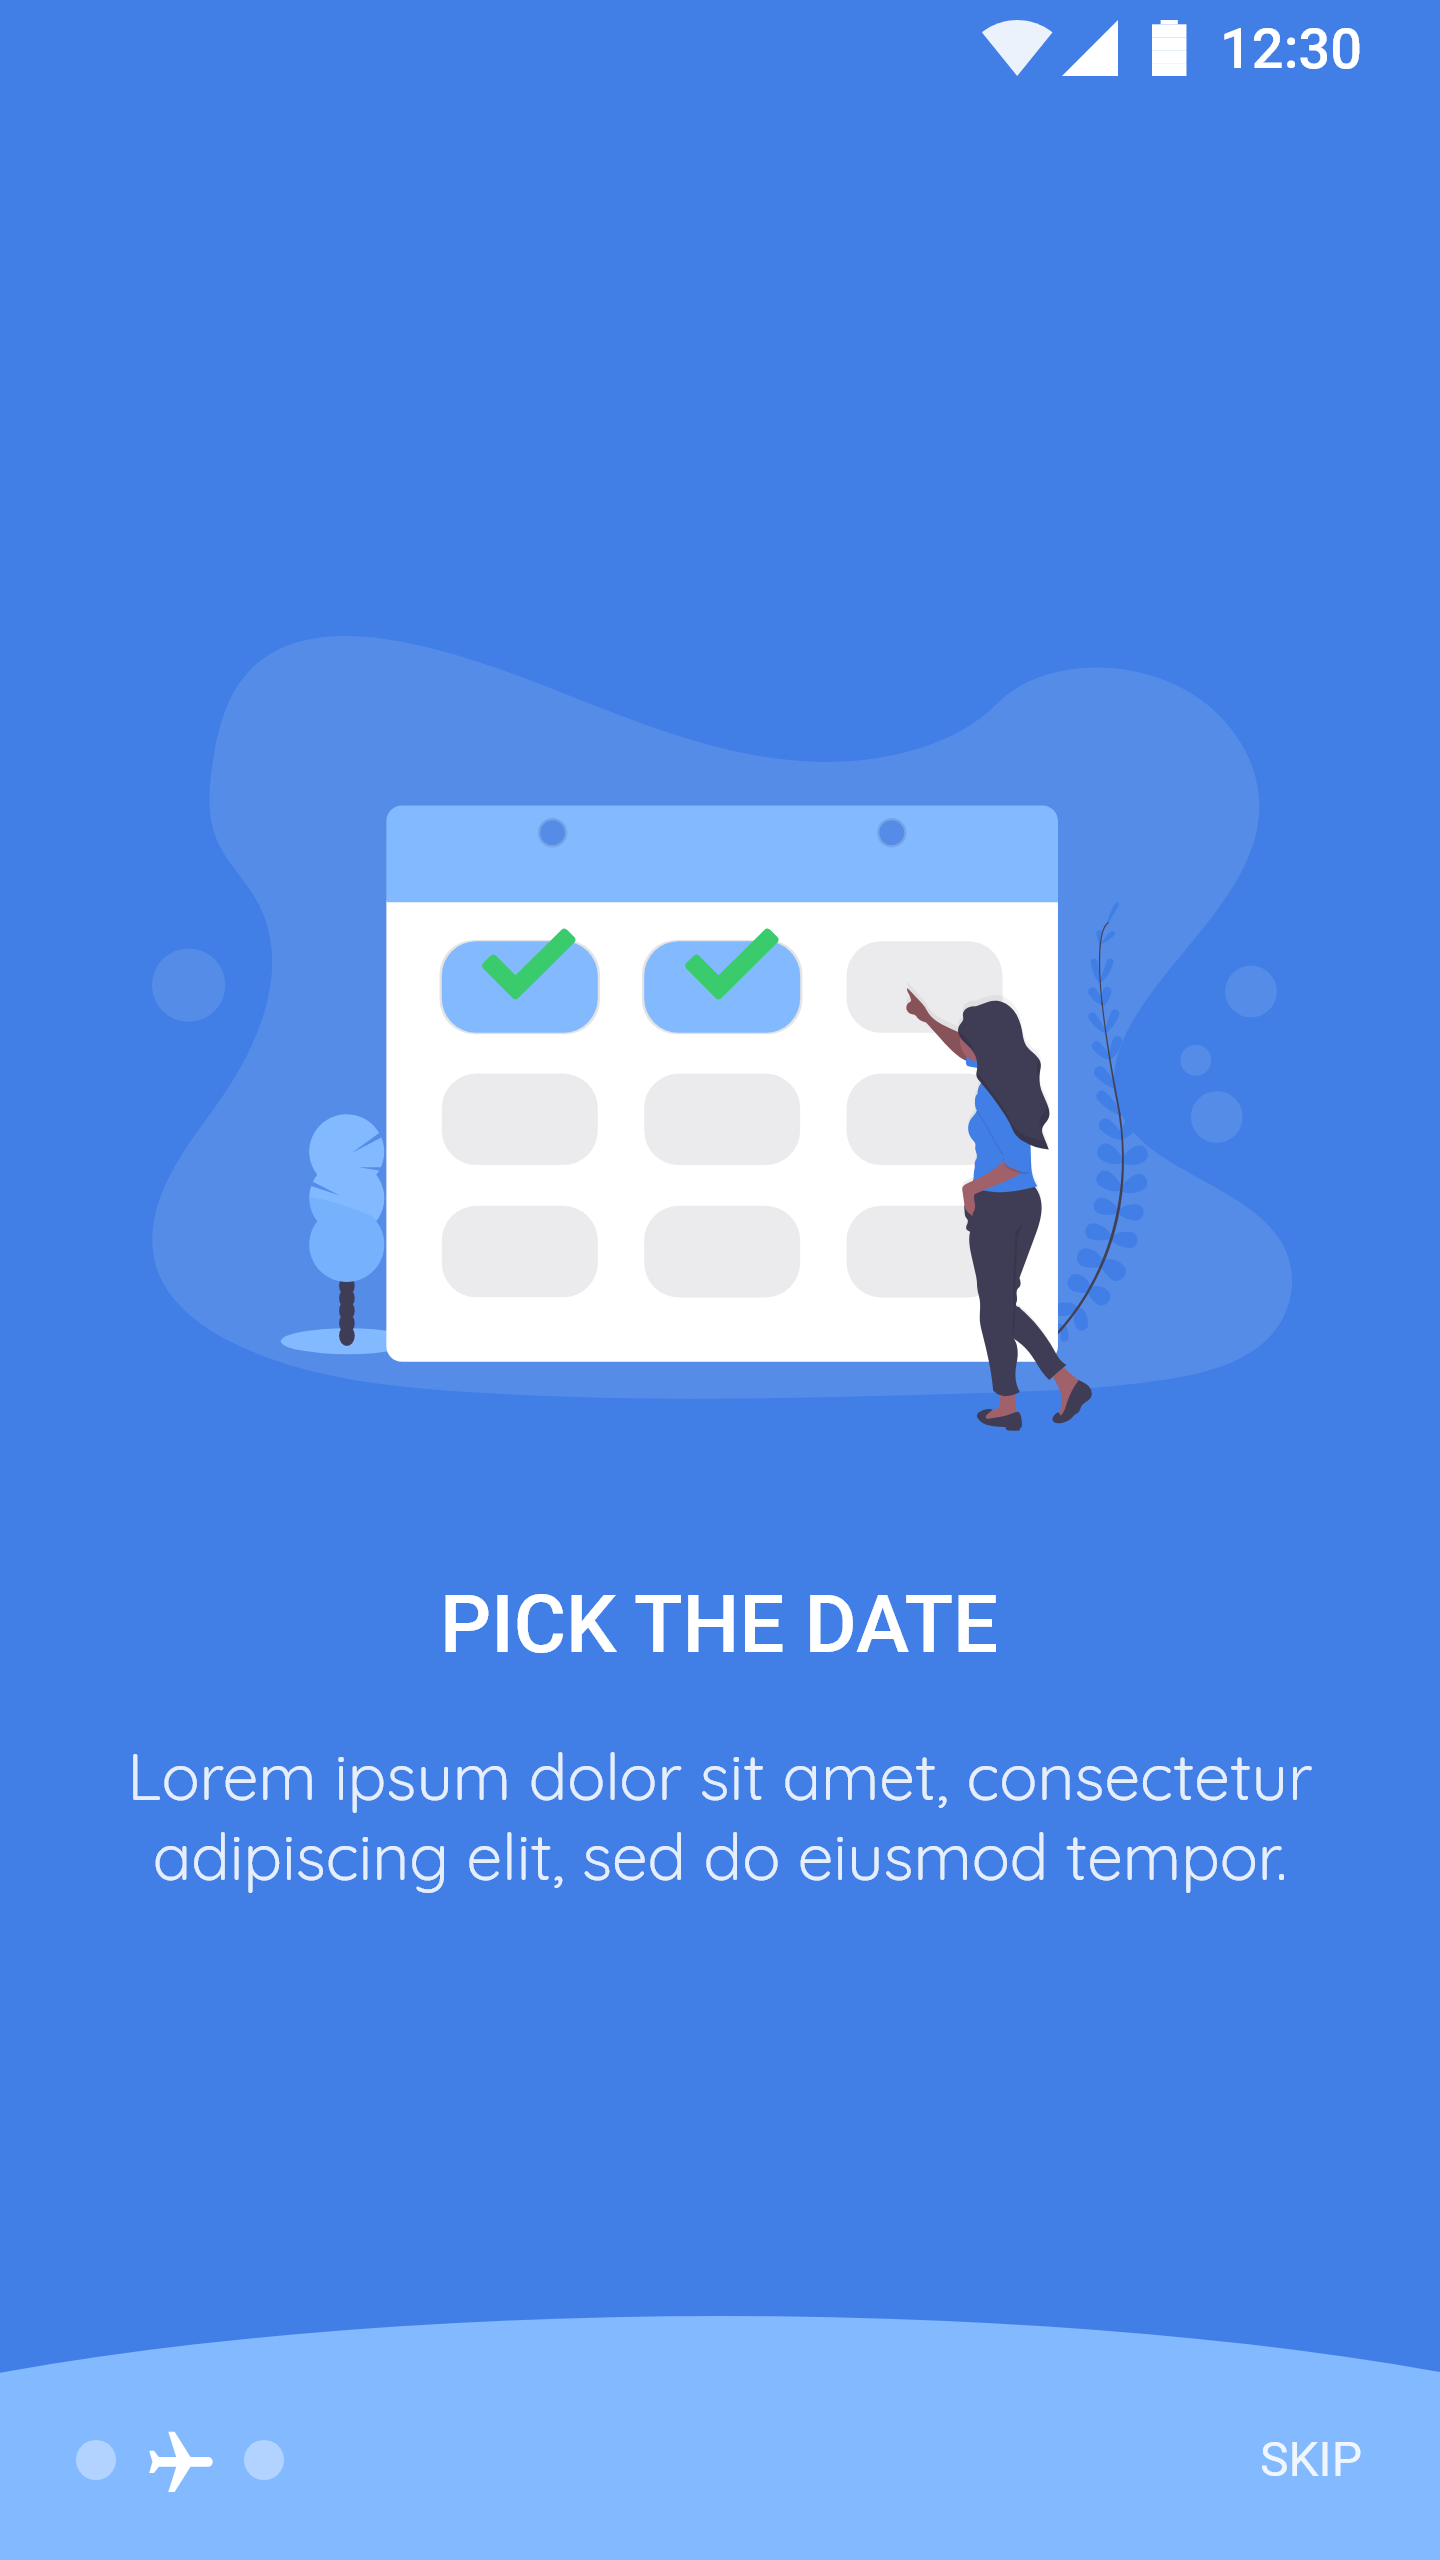 12:30
PICK THE DATE
Lorem ipsum dolor sit amet, consectetur
adipiscing elit, sed do eiusmod tempor.
SKIP